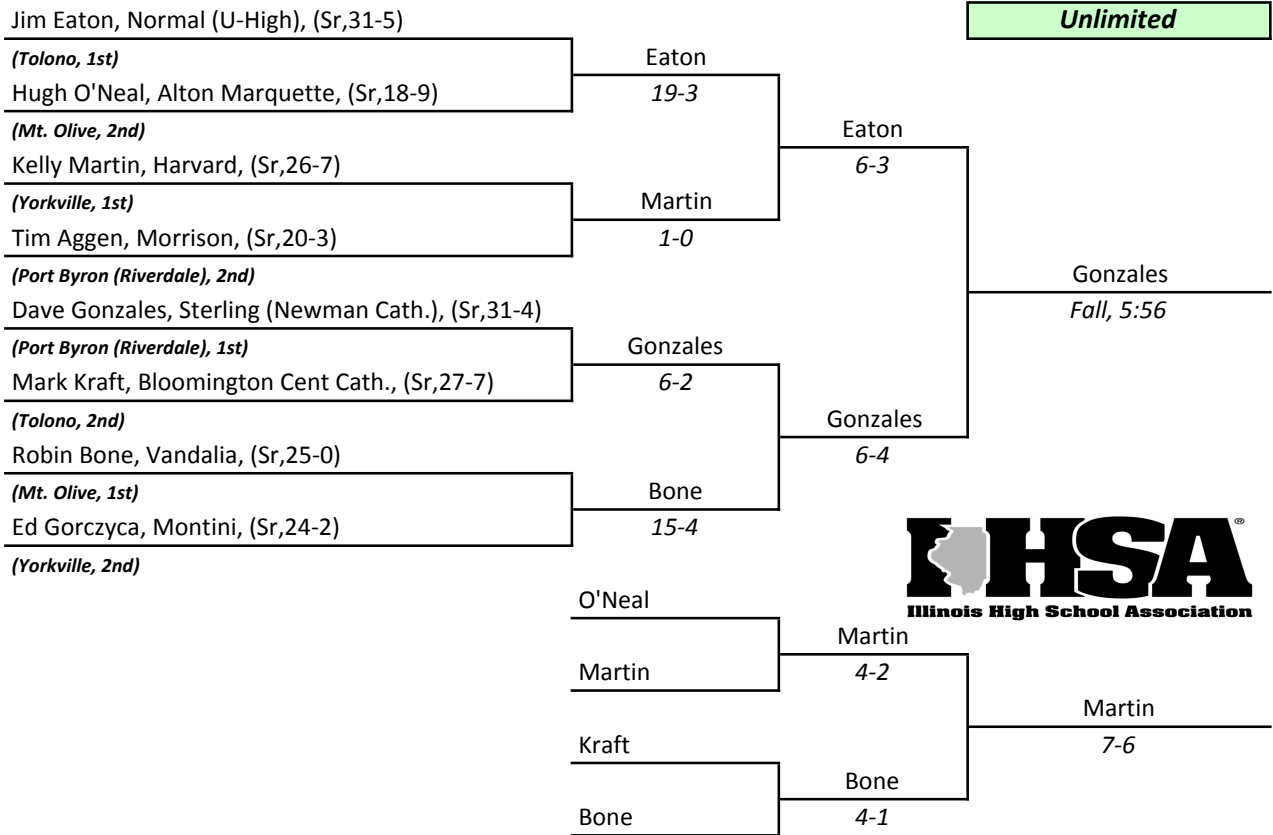 Jim Eaton, Normal (U-High), (Sr,31-5)
Unlimited
(Tolono, 1st)
Eaton
Hugh O'Neal, Alton Marquette, (Sr,18-9)
19-3
(Mt. Olive, 2nd)
Eaton
Kelly Martin, Harvard, (Sr,26-7)
6-3
(Yorkville, 1st)
Martin
Tim Aggen, Morrison, (Sr,20-3)
1-0
(Port Byron (Riverdale), 2nd)
Gonzales
Dave Gonzales, Sterling (Newman Cath.), (Sr,31-4)
Fall, 5:56
(Port Byron (Riverdale), 1st)
Gonzales
Mark Kraft, Bloomington Cent Cath., (Sr,27-7)
6-2
(Tolono, 2nd)
Gonzales
Robin Bone, Vandalia, (Sr,25-0)
6-4
(Mt. Olive, 1st)
Bone
Ed Gorczyca, Montini, (Sr,24-2)
15-4
(Yorkville, 2nd)
IHSA®
Illinois High School Association
O'Neal
Martin
Martin
4-2
Martin
Kraft
7-6
Bone
Bone
4-1